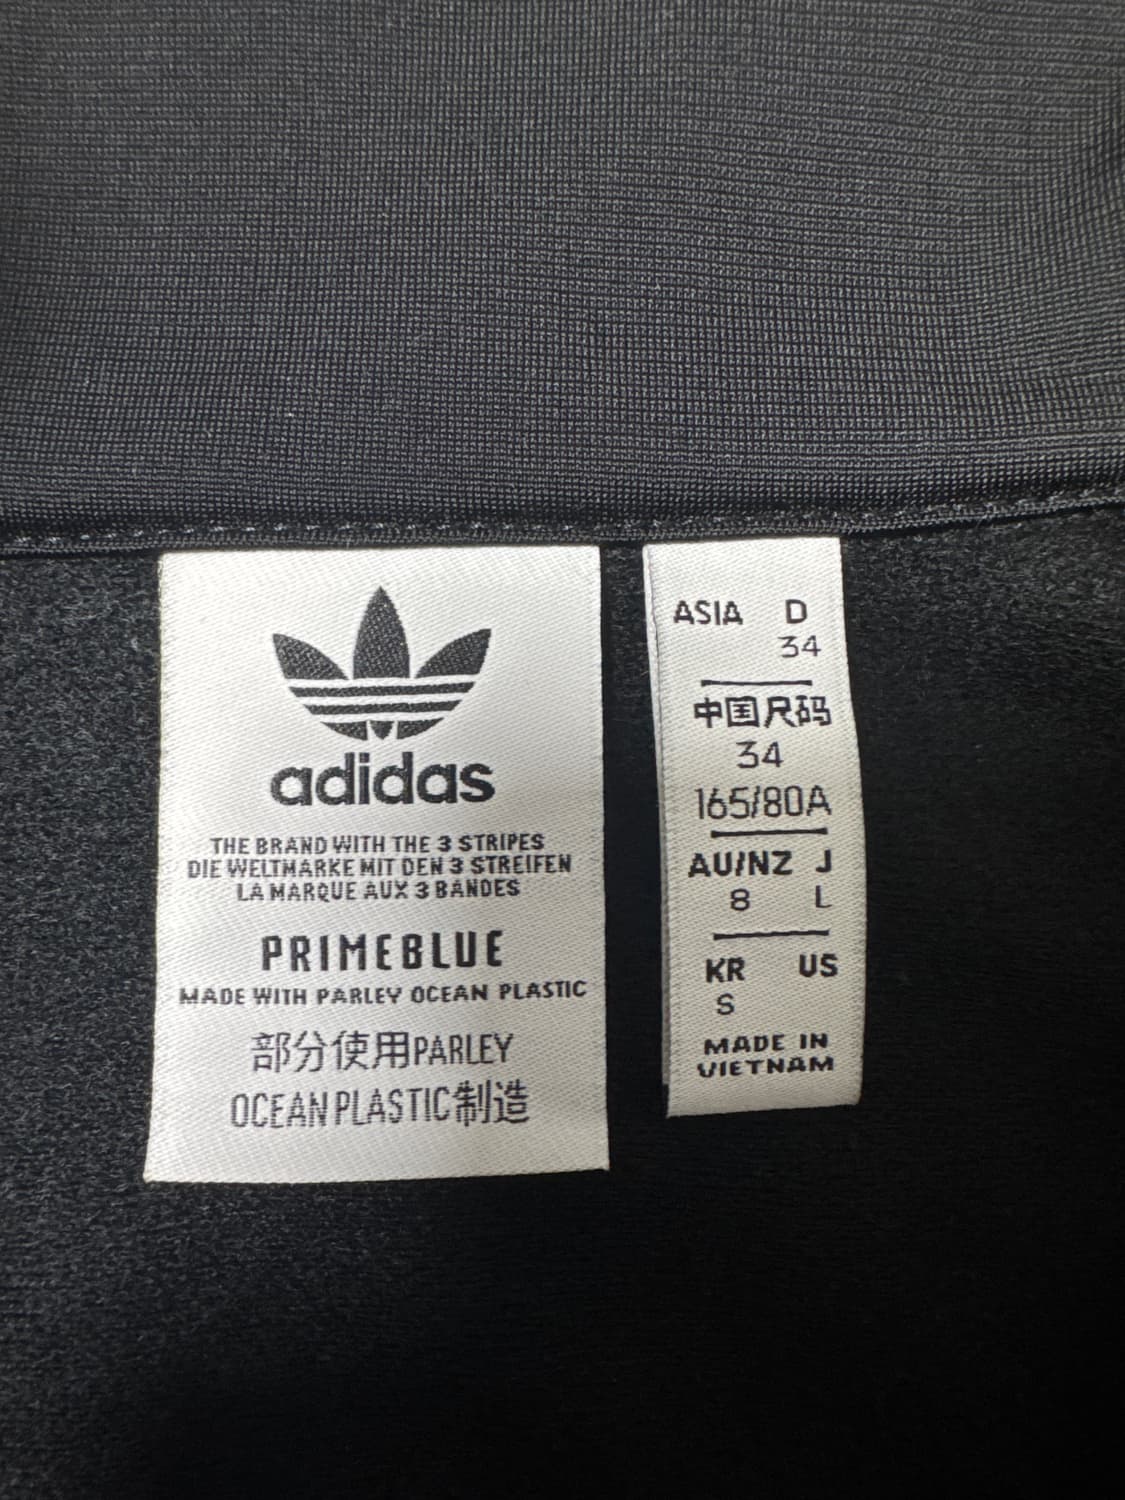 adidas
THE BRAND WITH THE 3 STRIPES
DIE WELTMARKE MIT DEN 3 STREIFEN
LA MARQUE AUX 3 BANDES
PRIMEBLUE
MADE WITH PARLEY OCEAN PLASTIC
部分使用PARLEY
OCEAN PLASTIC制造
ASIA D
34
中国尺码
34
165/80A
AU/NZ J
8 L
KR US
S
MADE IN
VIETNAM